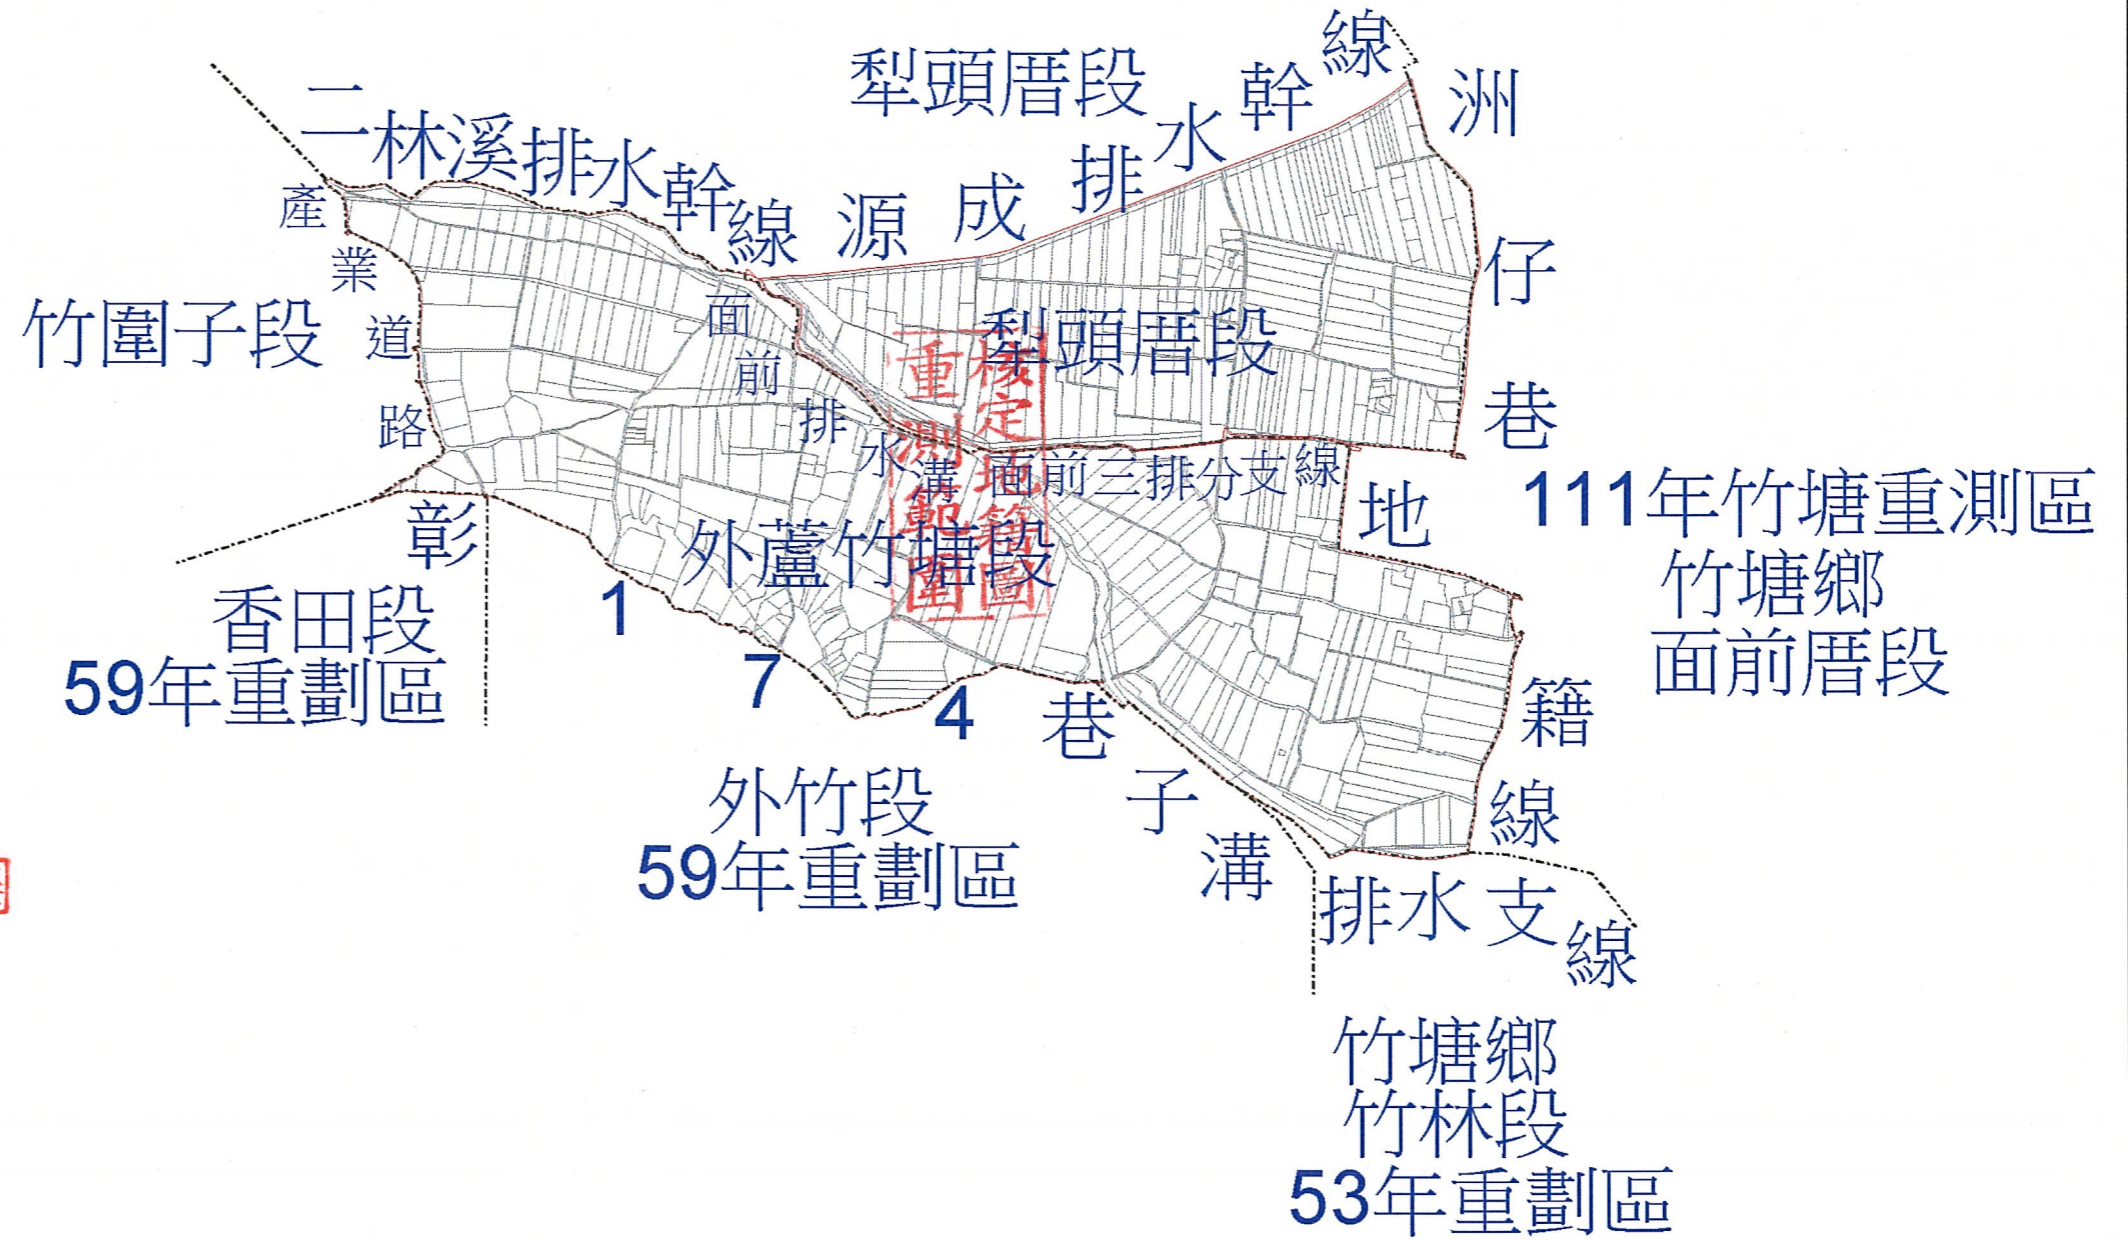 犁頭厝段
二林溪排水幹線
源成排水幹線
洲仔巷
產業道路
竹圍子段
面前排水溝
犁頭厝段
核定地籍圖
重測範圍
面前三排分支線
外蘆竹塘段
地籍線
111年竹塘重測區
竹塘鄉
面前厝段
彰174巷
香田段
59年重劃區
外竹段
59年重劃區
子溝排水支線
竹塘鄉
竹林段
53年重劃區